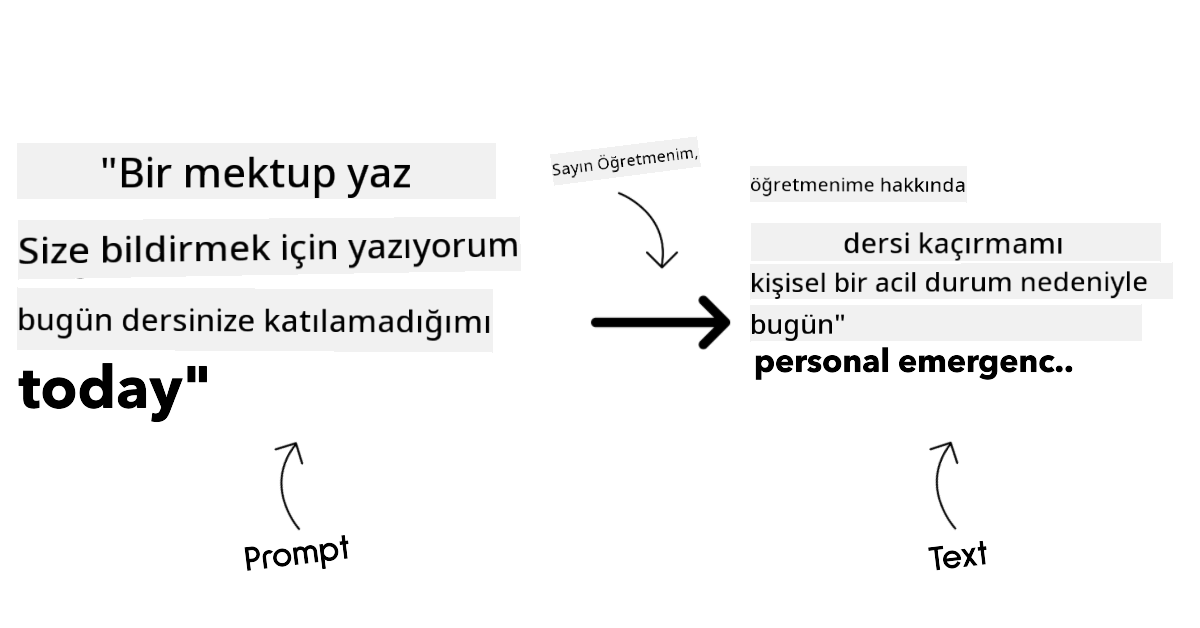 "Bir mektup yaz
Size bildirmek için yazıyorum
bugün dersinize katılamadığımı
today"
Prompt
Sayın Öğretmenim,
öğretmenime hakkında
dersi kaçırmamı
kişisel bir acil durum nedeniyle
bugün"
personal emergenc..
Text